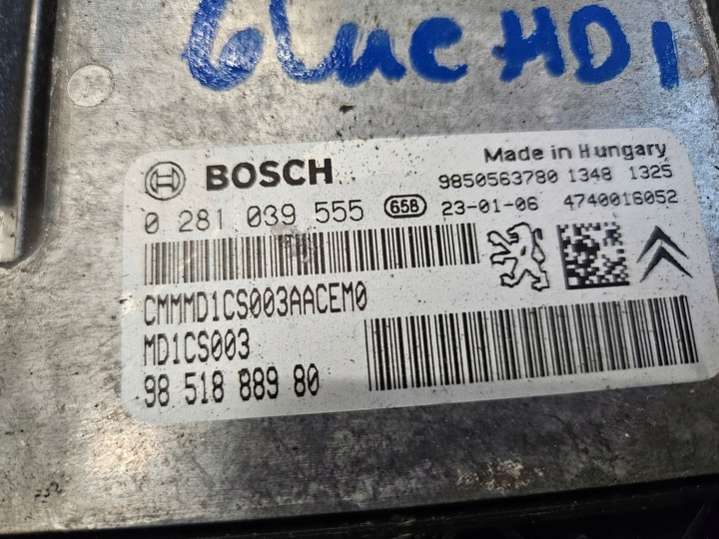 6luc HDI
Made in Hungary
BOSCH
9850563780 1348 1325
0 281 039 555 658 23-01-06 4740016052
CMMMD1CS003AACEM0
MD1CS003
98 518 889 80